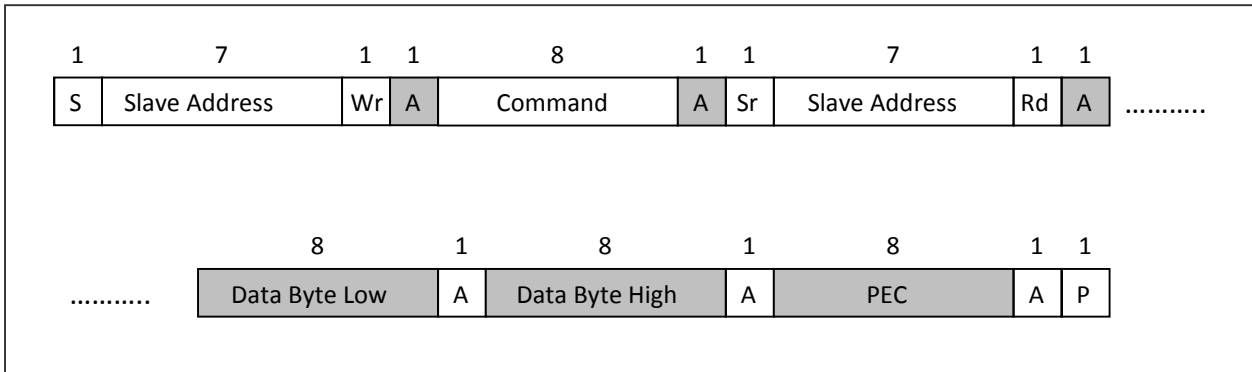 1 7 1 1 8 1 1 7 1 1
S Slave Address Wr A Command A Sr Slave Address Rd A ………..
8 1 8 1 8 1 1
……….. Data Byte Low A Data Byte High A PEC A P